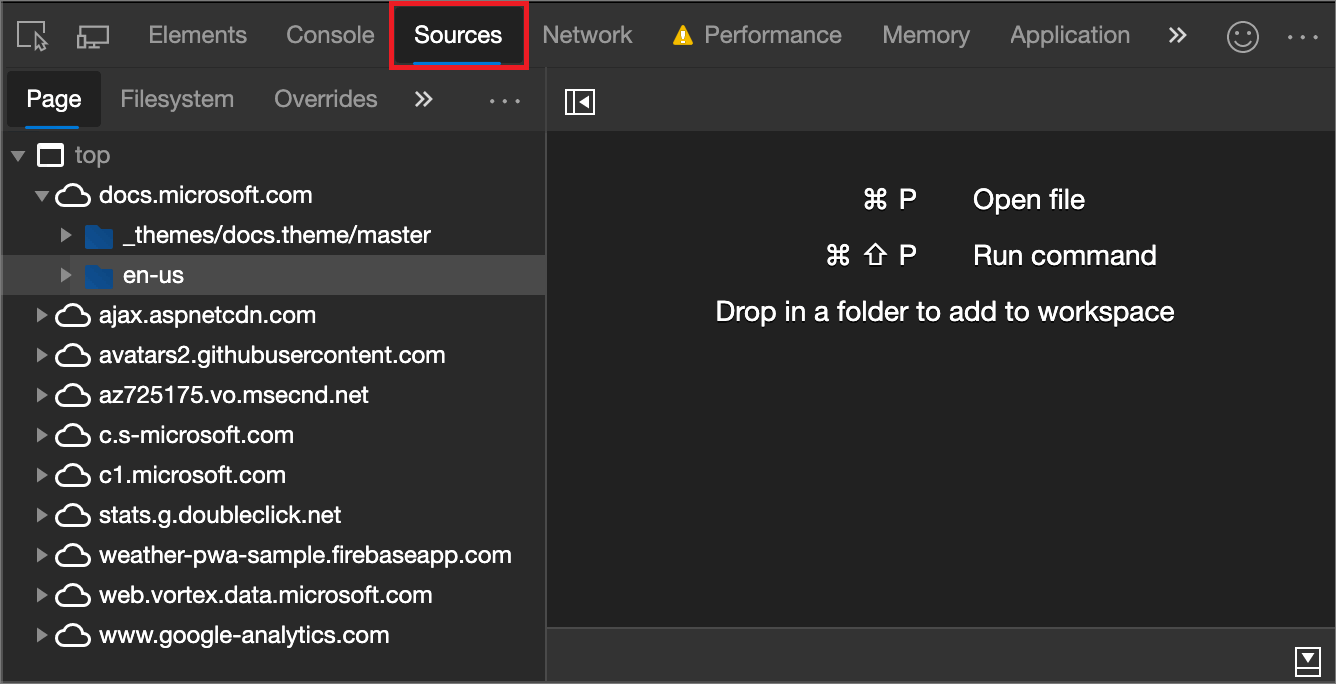 Elements Console Sources Network Performance Memory Application
Page Filesystem Overrides
top
docs.microsoft.com
_themes/docs.theme/master
en-us
ajax.aspnetcdn.com
avatars2.githubusercontent.com
az725175.vo.msecnd.net
c.s-microsoft.com
c1.microsoft.com
stats.g.doubleclick.net
weather-pwa-sample.firebaseapp.com
web.vortex.data.microsoft.com
www.google-analytics.com
⌘ P Open file
⌘ ⇧ P Run command
Drop in a folder to add to workspace